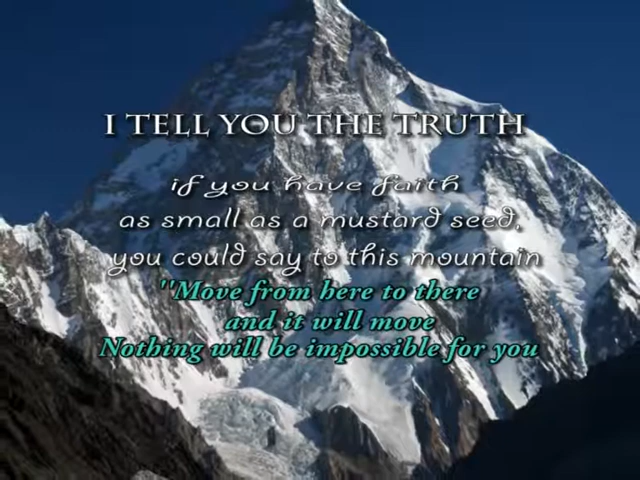 I TELL YOU THE TRUTH
if you have faith
as small as a mustard seed,
you could say to this mountain
"Move from here to there
and it will move
Nothing will be impossible for you